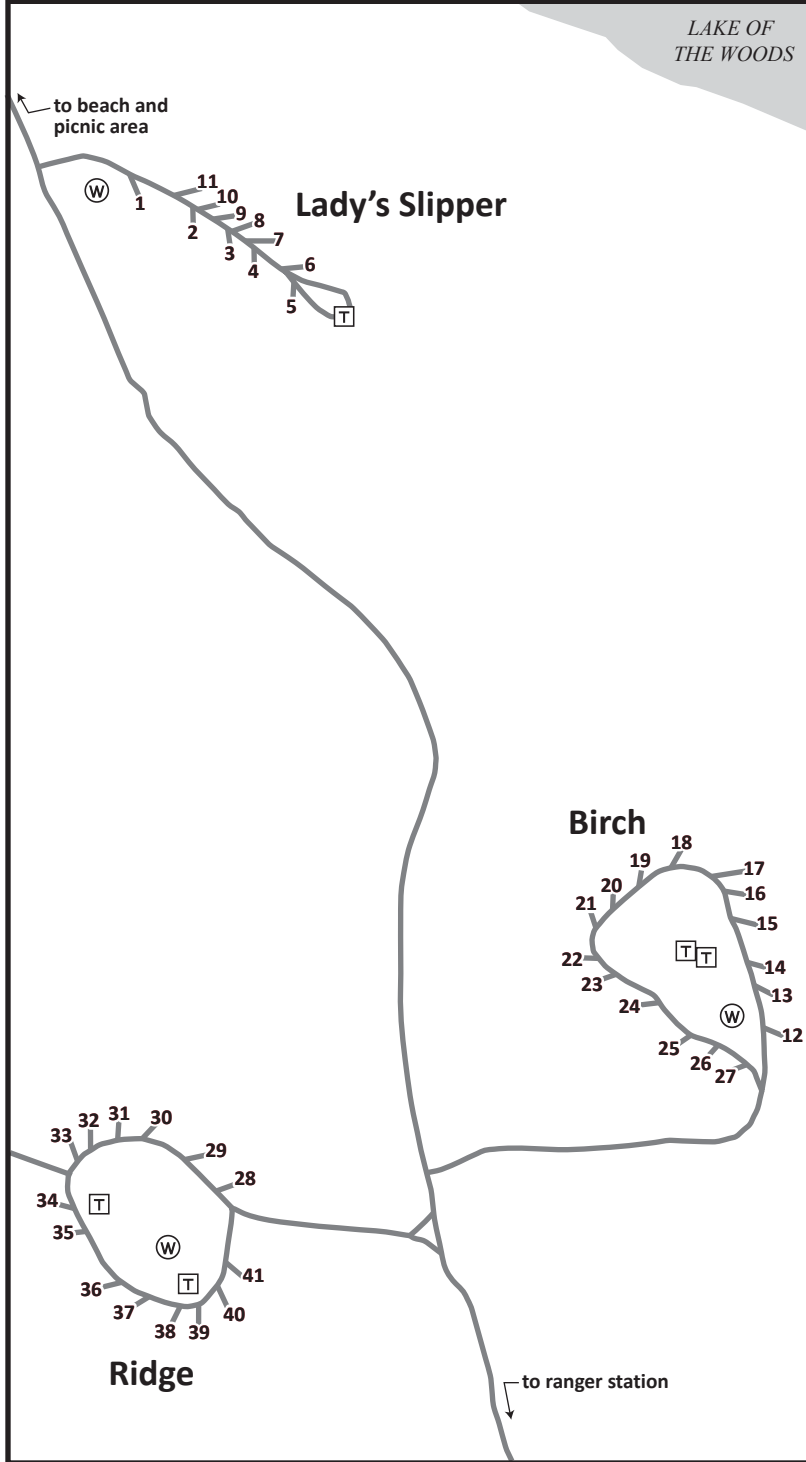 LAKE OF
THE WOODS
to beach and
picnic area
W
1
11
10
9
8
7
6
2
3
4
5
T
Lady’s Slipper
Birch
18
19
17
20
16
21
15
T
T
22
14
23
13
24
W
12
25
26
27
31
30
32
33
29
28
34
T
35
W
41
36
T
37
40
38
39
Ridge
to ranger station